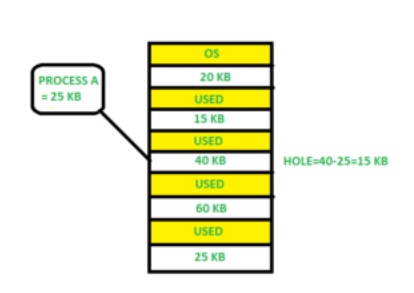 OS
20 KB
PROCESS A
= 25 KB
USED
15 KB
USED
40 KB
HOLE=40-25=15 KB
USED
60 KB
USED
25 KB